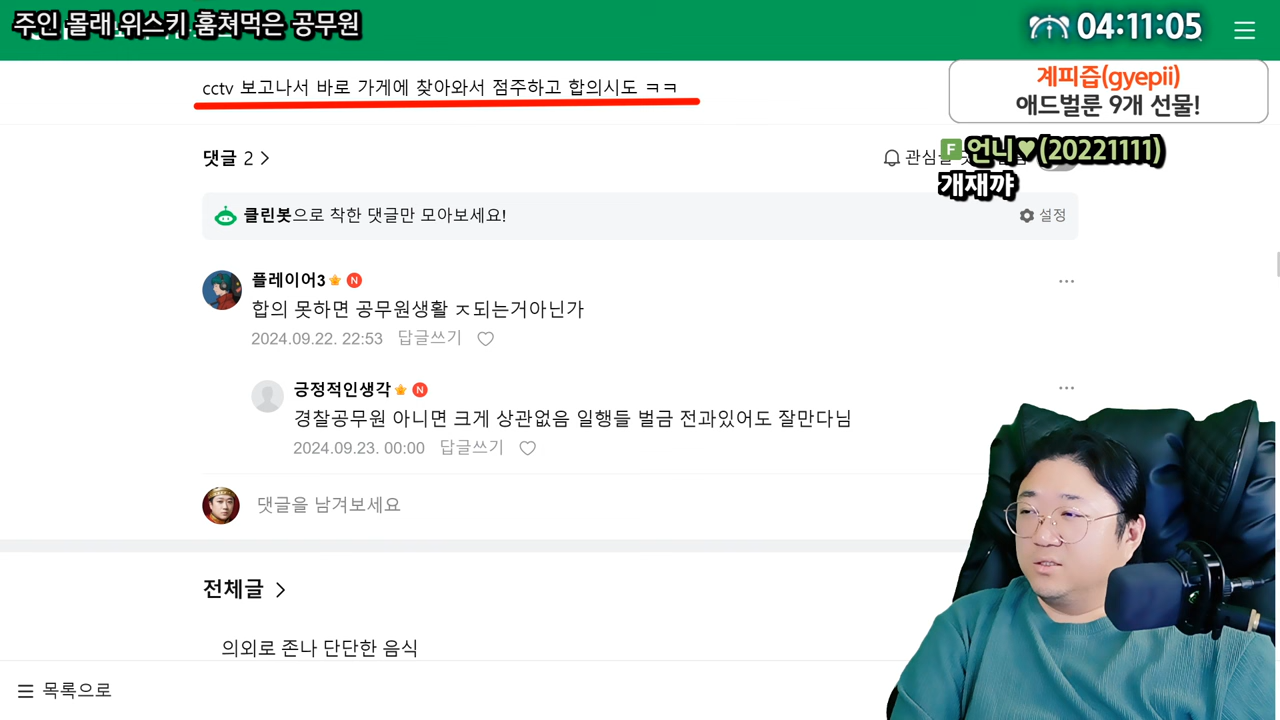 주인 몰래 위스키 훔쳐먹은 공무원
04:11:05
cctv 보고나서 바로 가게에 찾아와서 점주하고 합의시도 ㅋㅋ
계피즙(gyepii)
애드벌룬 9개 선물!
댓글 2
관심글
F 언니♥(20221111)
개재꺄
클린봇으로 착한 댓글만 모아보세요!
설정
플레이어3 N
합의 못하면 공무원생활 ㅈ되는거아닌가
2024.09.22. 22:53 답글쓰기
긍정적인생각 N
경찰공무원 아니면 크게 상관없음 일행들 벌금 전과있어도 잘만다님
2024.09.23. 00:00 답글쓰기
댓글을 남겨보세요
전체글
의외로 존나 단단한 음식
목록으로